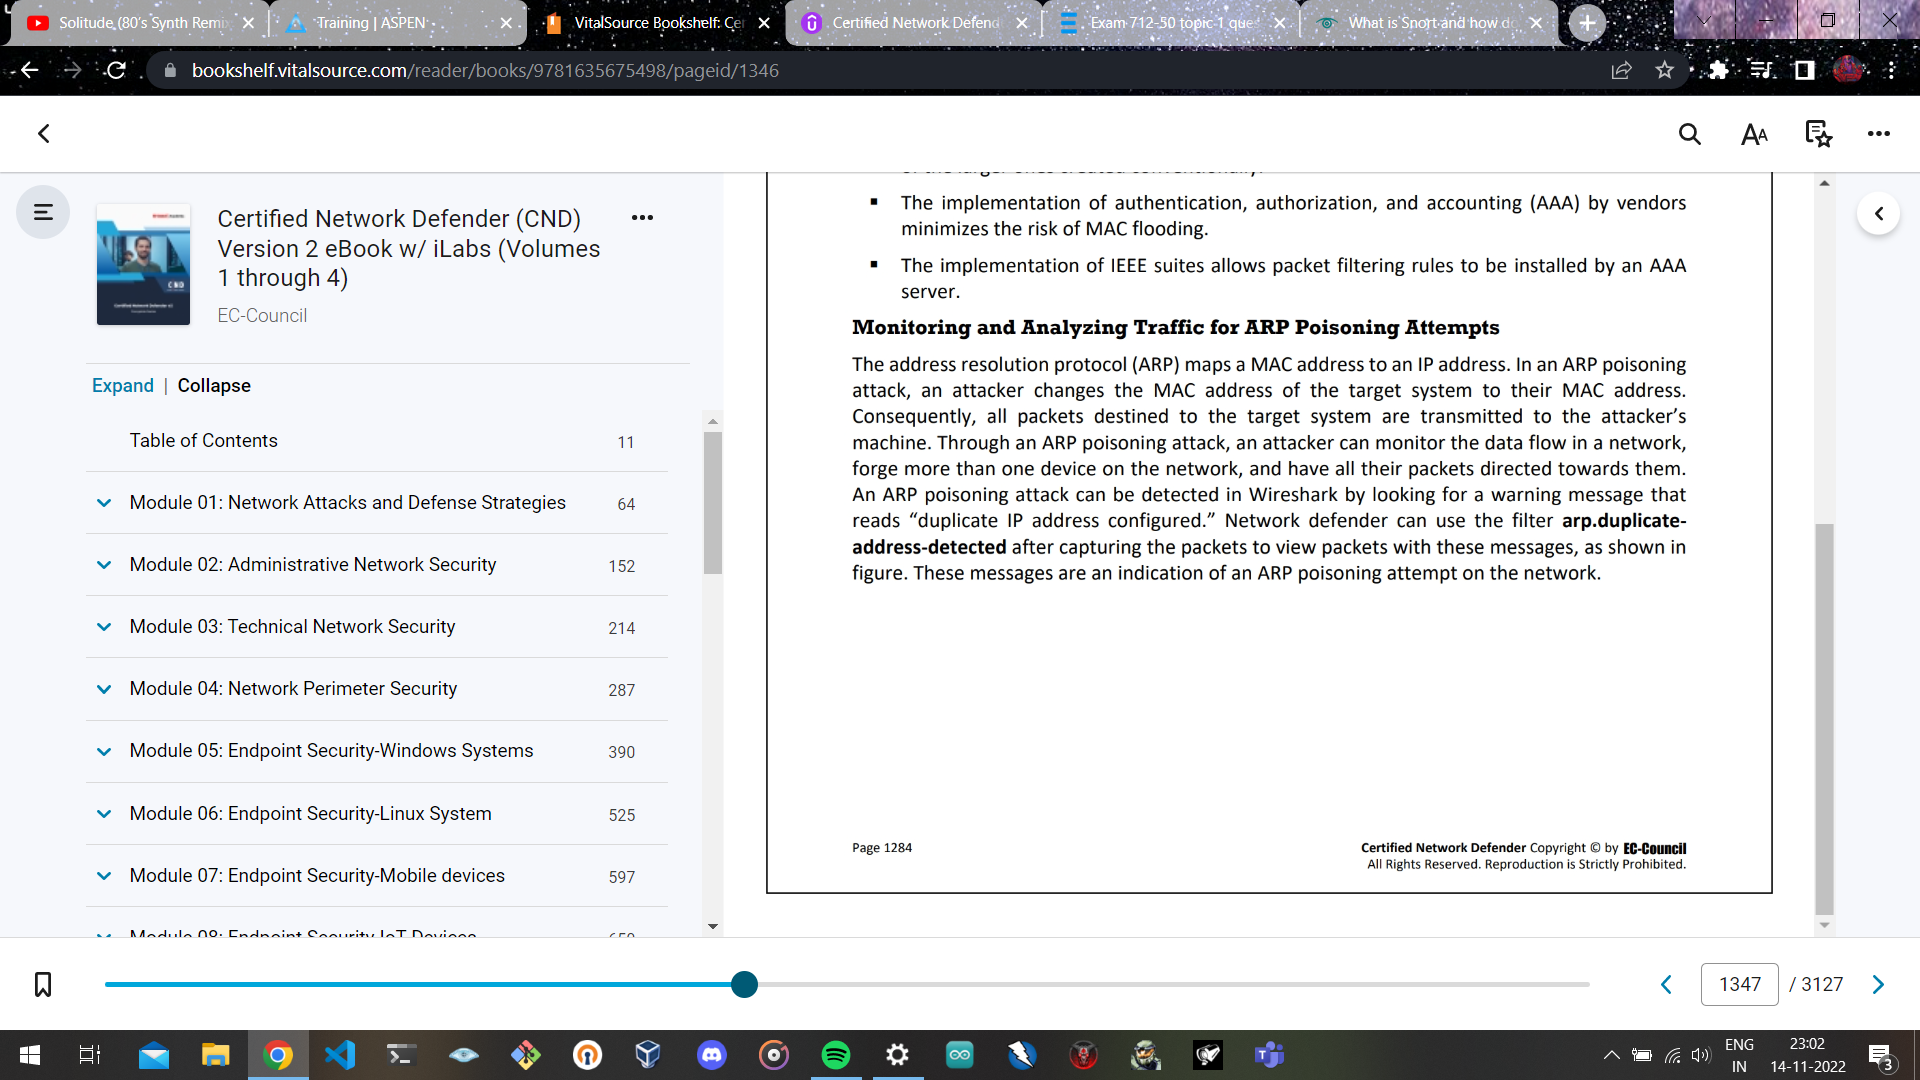 Solitude (80's Synth Remi
Training | ASPEN
VitalSource Bookshelf: Cer
Certified Network Defend
Exam 712-50 topic 1 ques
What is Snort and how do
bookshelf.vitalsource.com/reader/books/9781635675498/pageid/1346
Certified Network Defender (CND)
Version 2 eBook w/ iLabs (Volumes
1 through 4)
EC-Council
Expand | Collapse
Table of Contents 11
Module 01: Network Attacks and Defense Strategies 64
Module 02: Administrative Network Security 152
Module 03: Technical Network Security 214
Module 04: Network Perimeter Security 287
Module 05: Endpoint Security-Windows Systems 390
Module 06: Endpoint Security-Linux System 525
Module 07: Endpoint Security-Mobile devices 597
Module 08: Endpoint Security-IoT Devices
of the larger ones created conventionally.
▪ The implementation of authentication, authorization, and accounting (AAA) by vendors
minimizes the risk of MAC flooding.
▪ The implementation of IEEE suites allows packet filtering rules to be installed by an AAA
server.
Monitoring and Analyzing Traffic for ARP Poisoning Attempts
The address resolution protocol (ARP) maps a MAC address to an IP address. In an ARP poisoning
attack, an attacker changes the MAC address of the target system to their MAC address.
Consequently, all packets destined to the target system are transmitted to the attacker's
machine. Through an ARP poisoning attack, an attacker can monitor the data flow in a network,
forge more than one device on the network, and have all their packets directed towards them.
An ARP poisoning attack can be detected in Wireshark by looking for a warning message that
reads “duplicate IP address configured.” Network defender can use the filter arp.duplicate-
address-detected after capturing the packets to view packets with these messages, as shown in
figure. These messages are an indication of an ARP poisoning attempt on the network.
Page 1284
Certified Network Defender Copyright © by EC-Council
All Rights Reserved. Reproduction is Strictly Prohibited.
1347 / 3127
ENG
IN
23:02
14-11-2022
3